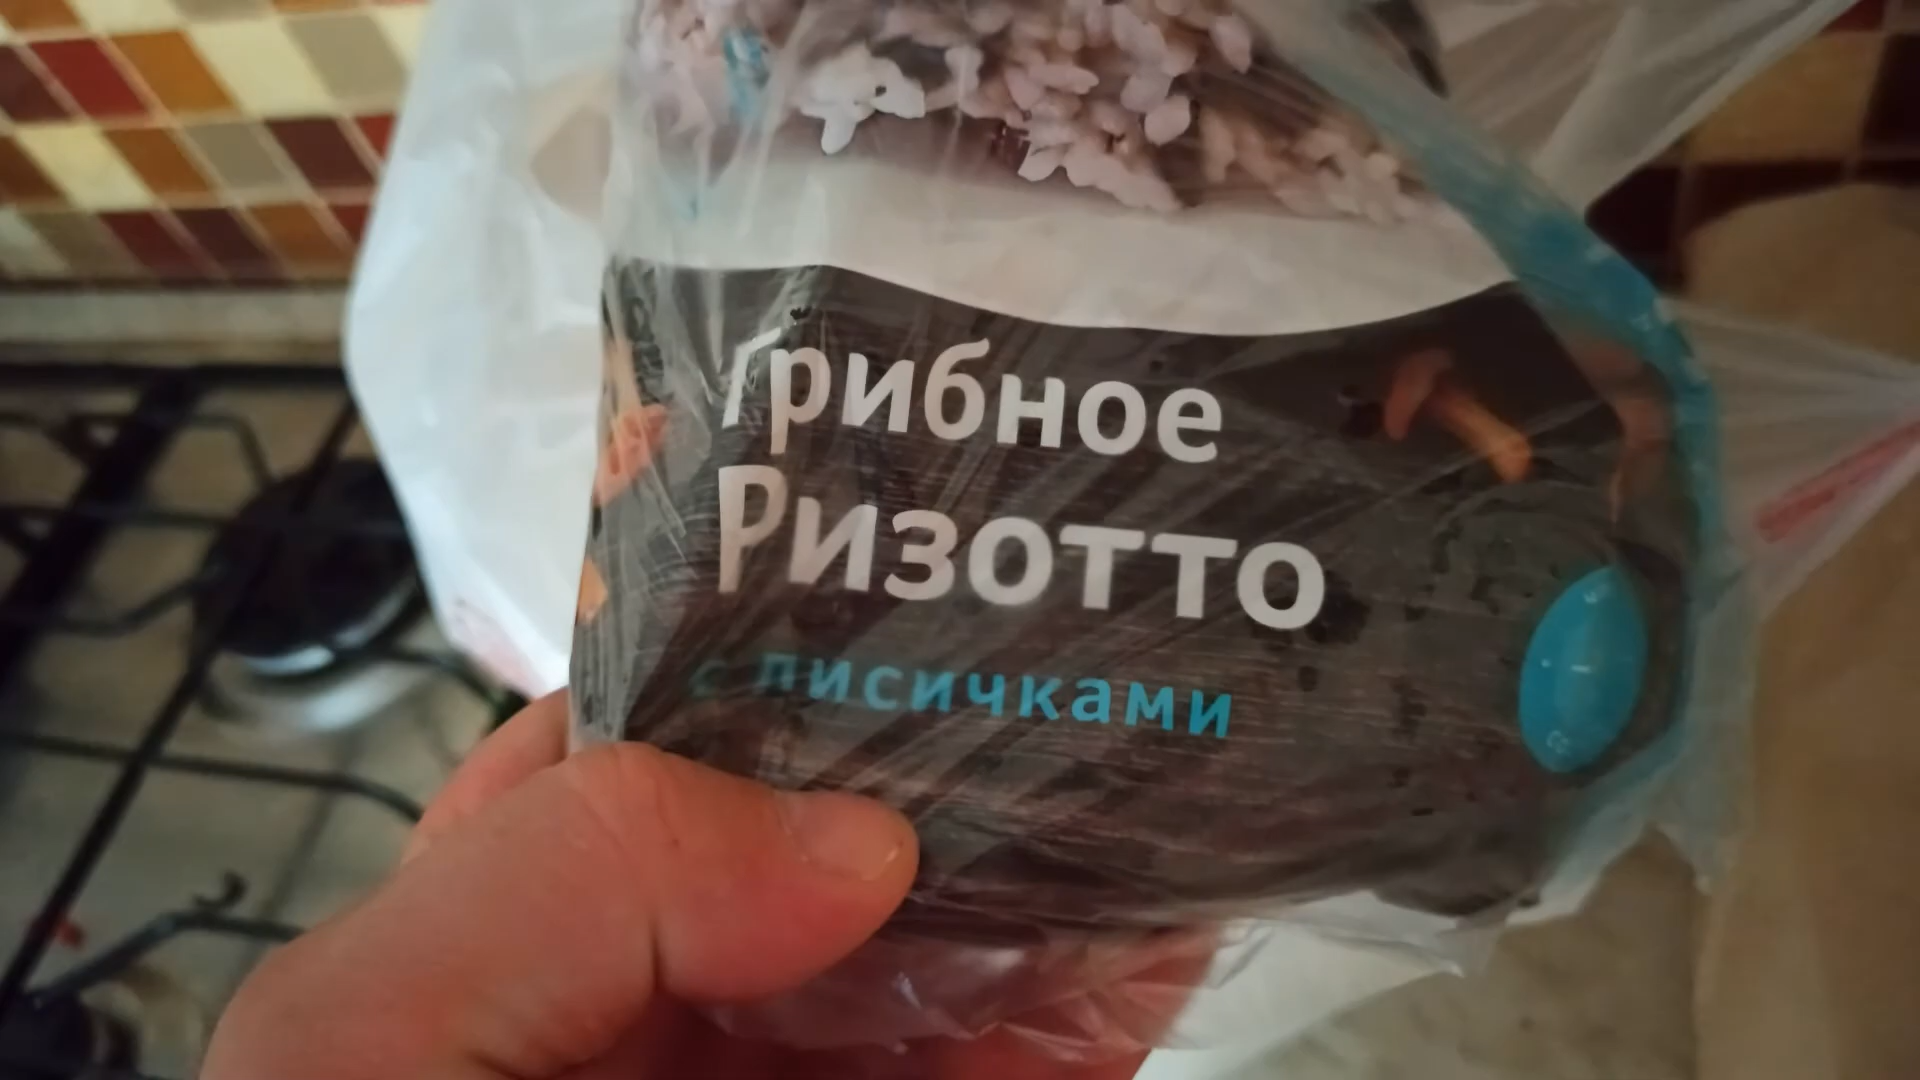 Грибное
Ризотто
с лисичками